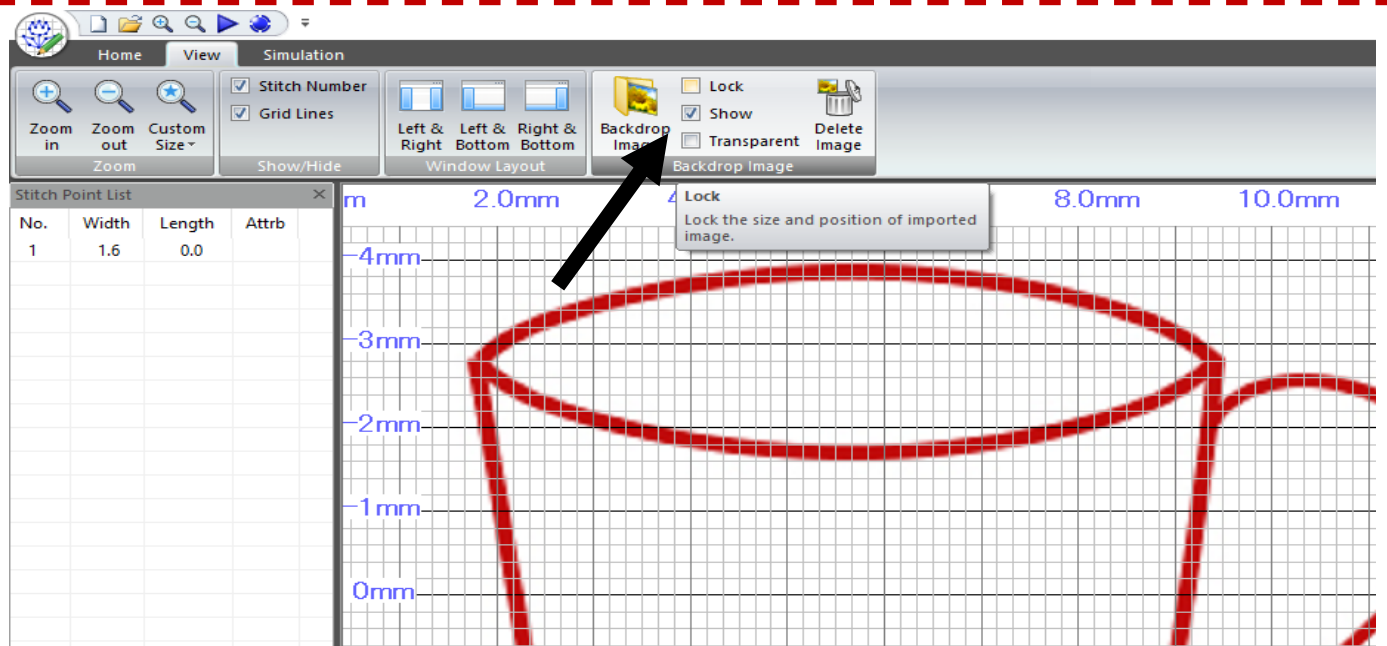 Home View Simulation
Zoom in
Zoom out
Custom Size
Zoom
Stitch Number
Grid Lines
Show/Hide
Left & Right
Left & Bottom
Right & Bottom
Window Layout
Backdrop
Lock
Show
Transparent
Delete Image
Backdrop Image
Stitch Point List
No. Width Length Attrb
1 1.6 0.0
m 2.0mm 8.0mm 10.0mm
Lock
Lock the size and position of imported
image.
-4mm
-3mm
-2mm
-1mm
0mm